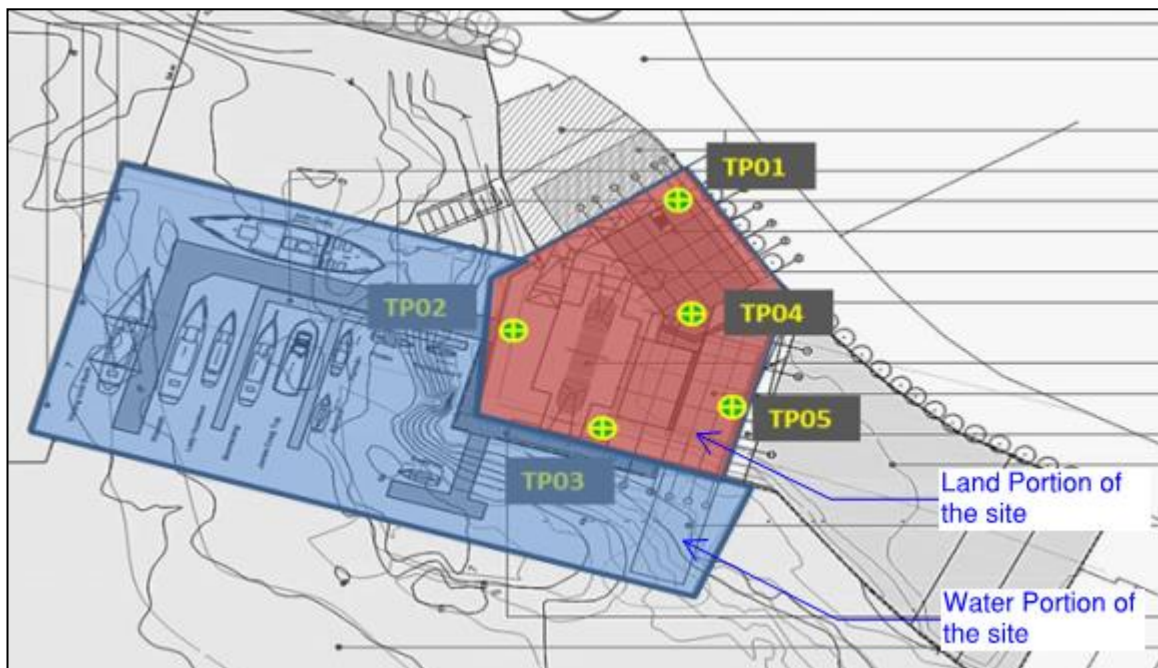 TP01
TP02
TP04
TP05
TP03
Land Portion of
the site
Water Portion of
the site